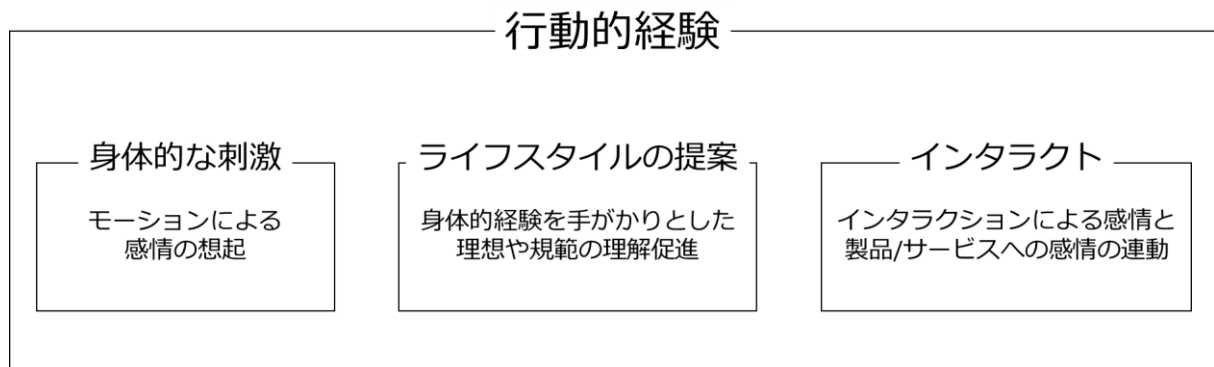 行動的経験
身体的な刺激
モーションによる
感情の想起
ライフスタイルの提案
身体的経験を手がかりとした
理想や規範の理解促進
インタラクト
インタラクションによる感情と
製品/サービスへの感情の連動